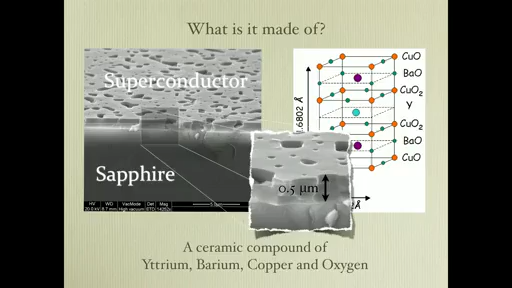 What is it made of?
Superconductor
Sapphire
0.5 µm
CuO
BaO
CuO₂
Y
CuO₂
BaO
CuO
.6802 Å
A ceramic compound of
Yttrium, Barium, Copper and Oxygen